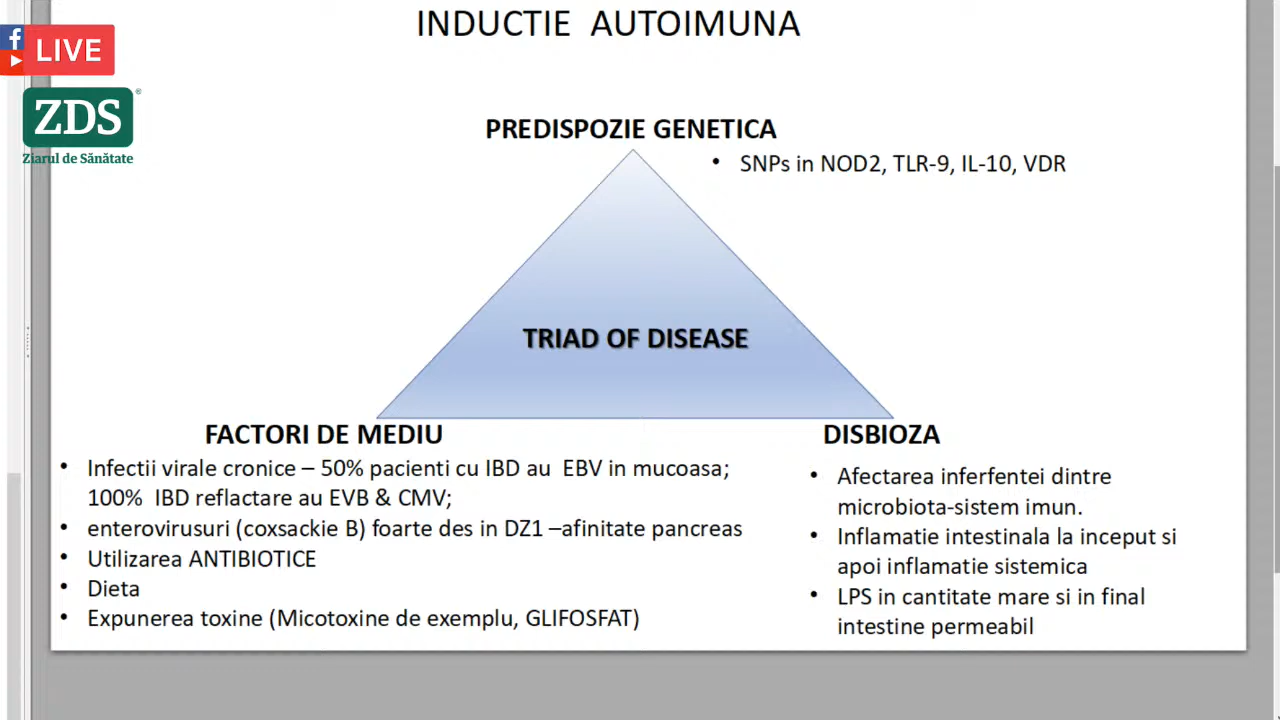 INDUCTIE AUTOIMUNA
f
LIVE
ZDS®
Ziarul de Sănătate
PREDISPOZIE GENETICA
• SNPs in NOD2, TLR-9, IL-10, VDR
TRIAD OF DISEASE
FACTORI DE MEDIU
• Infectii virale cronice – 50% pacienti cu IBD au EBV in mucoasa;
100% IBD reflactare au EVB & CMV;
• enterovirusuri (coxsackie B) foarte des in DZ1 –afinitate pancreas
• Utilizarea ANTIBIOTICE
• Dieta
• Expunerea toxine (Micotoxine de exemplu, GLIFOSFAT)
DISBIOZA
• Afectarea inferfentei dintre
microbiota-sistem imun.
• Inflamatie intestinala la inceput si
apoi inflamatie sistemica
• LPS in cantitate mare si in final
intestine permeabil